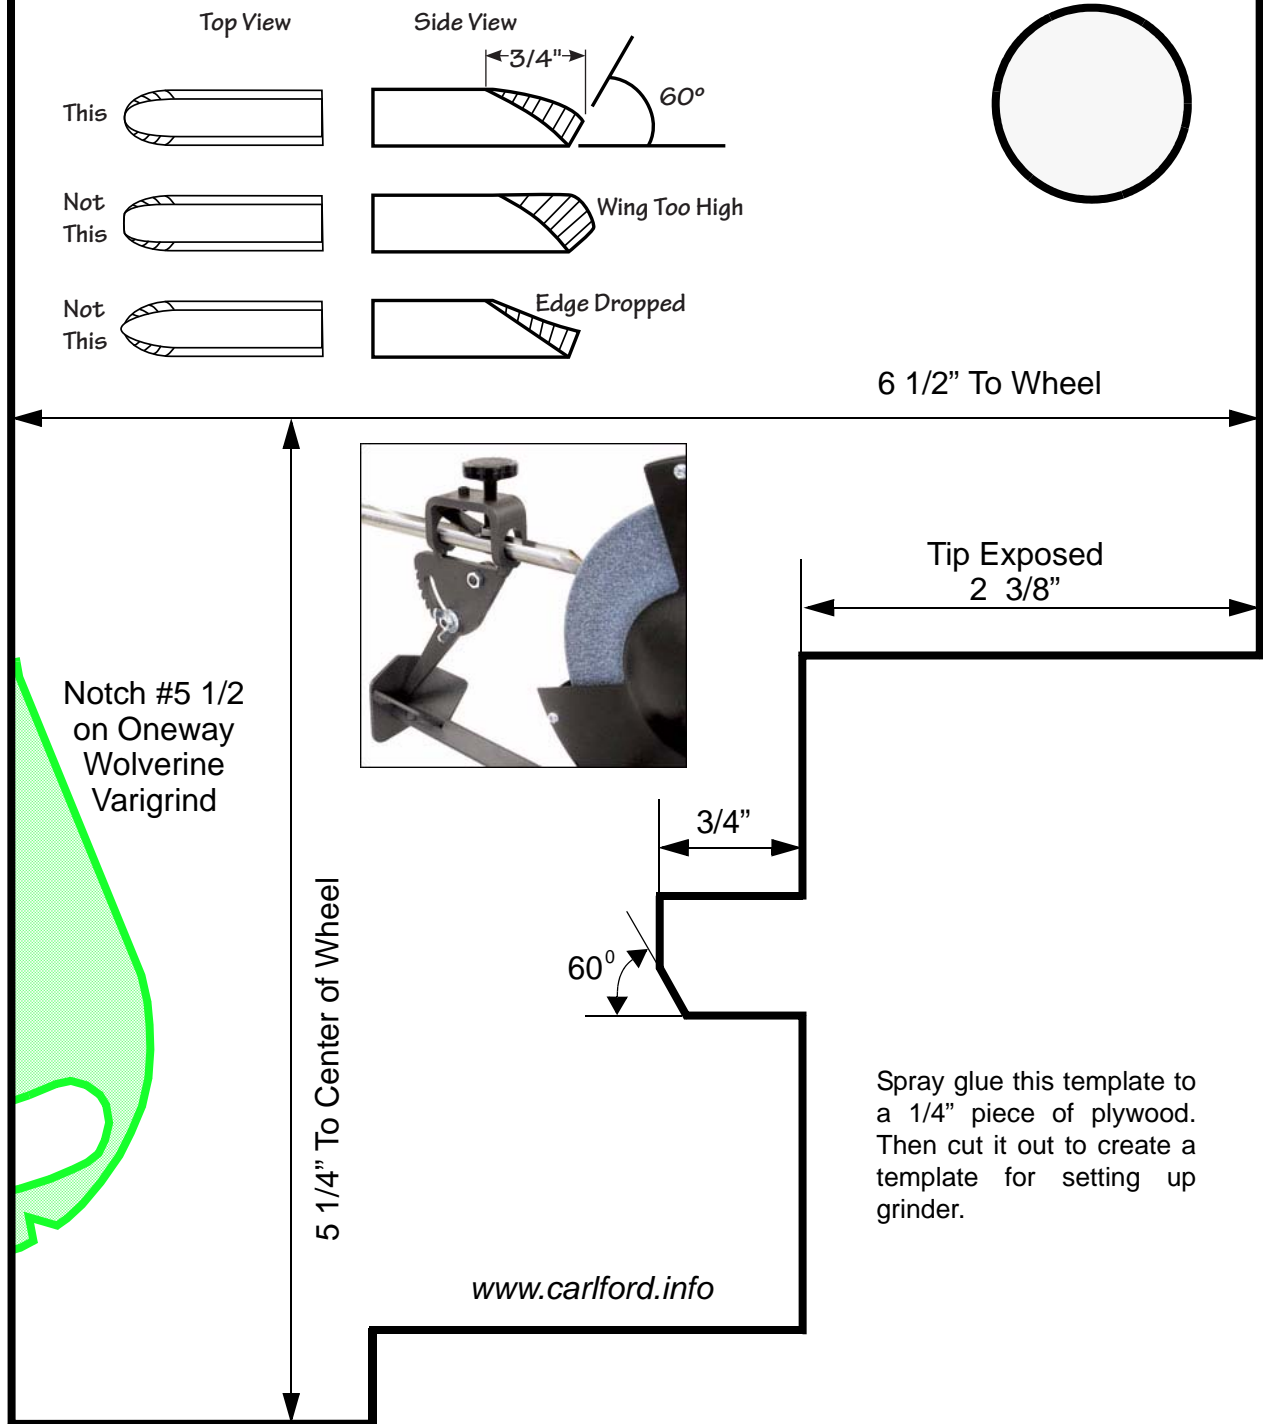 Top View
Side View
3/4"
60º
This
Not
This
Wing Too High
Not
This
Edge Dropped
6 1/2” To Wheel
Tip Exposed
2 3/8”
Notch #5 1/2
on Oneway
Wolverine
Varigrind
3/4”
5 1/4” To Center of Wheel
60⁰
Spray glue this template to
a 1/4” piece of plywood.
Then cut it out to create a
template for setting up
grinder.
www.carlford.info